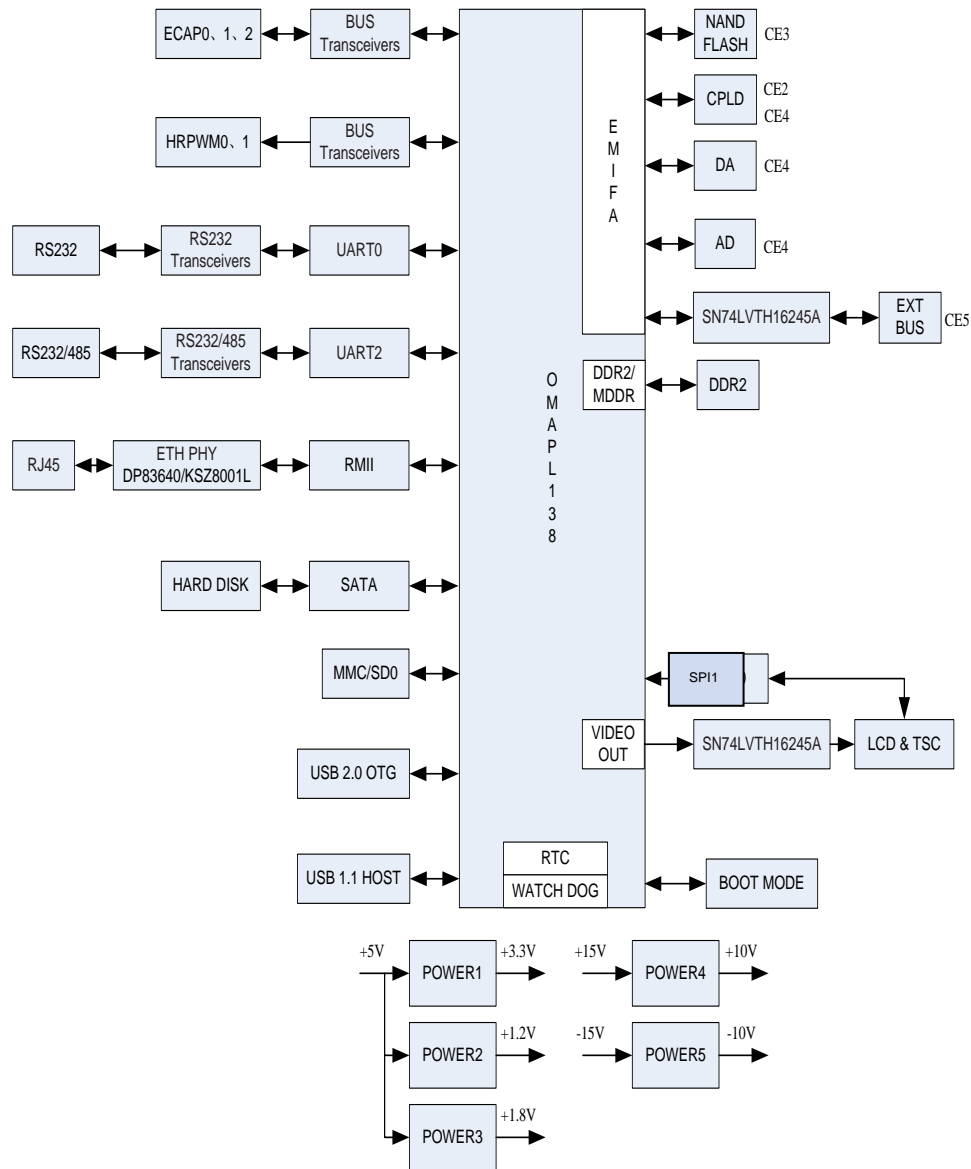 ECAP0、1、2
BUS
Transceivers
NAND
FLASH
CE3
CPLD
CE2
CE4
HRPWM0、1
BUS
Transceivers
E
M
I
F
A
DA
CE4
RS232
RS232
Transceivers
UART0
AD
CE4
SN74LVTH16245A
EXT
BUS
CE5
RS232/485
RS232/485
Transceivers
UART2
O
M
A
P
L
1
3
8
DDR2/
MDDR
DDR2
RJ45
ETH PHY
DP83640/KSZ8001L
RMII
HARD DISK
SATA
MMC/SD0
SPI1
VIDEO
OUT
SN74LVTH16245A
LCD & TSC
USB 2.0 OTG
USB 1.1 HOST
RTC
WATCH DOG
BOOT MODE
+5V
POWER1
+3.3V
+15V
POWER4
+10V
POWER2
+1.2V
-15V
POWER5
-10V
POWER3
+1.8V